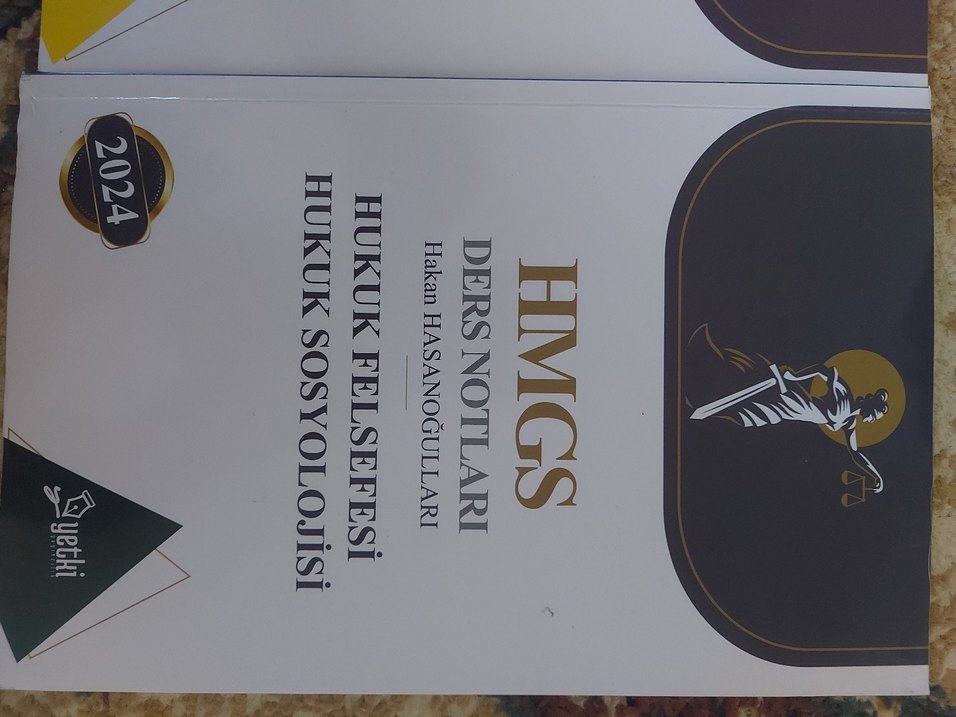 HMGS
DERS NOTLARI
Hakan HASANOĞULLARI
HUKUK FELSEFESİ
HUKUK SOSYOLOJİSİ
2024
yetki